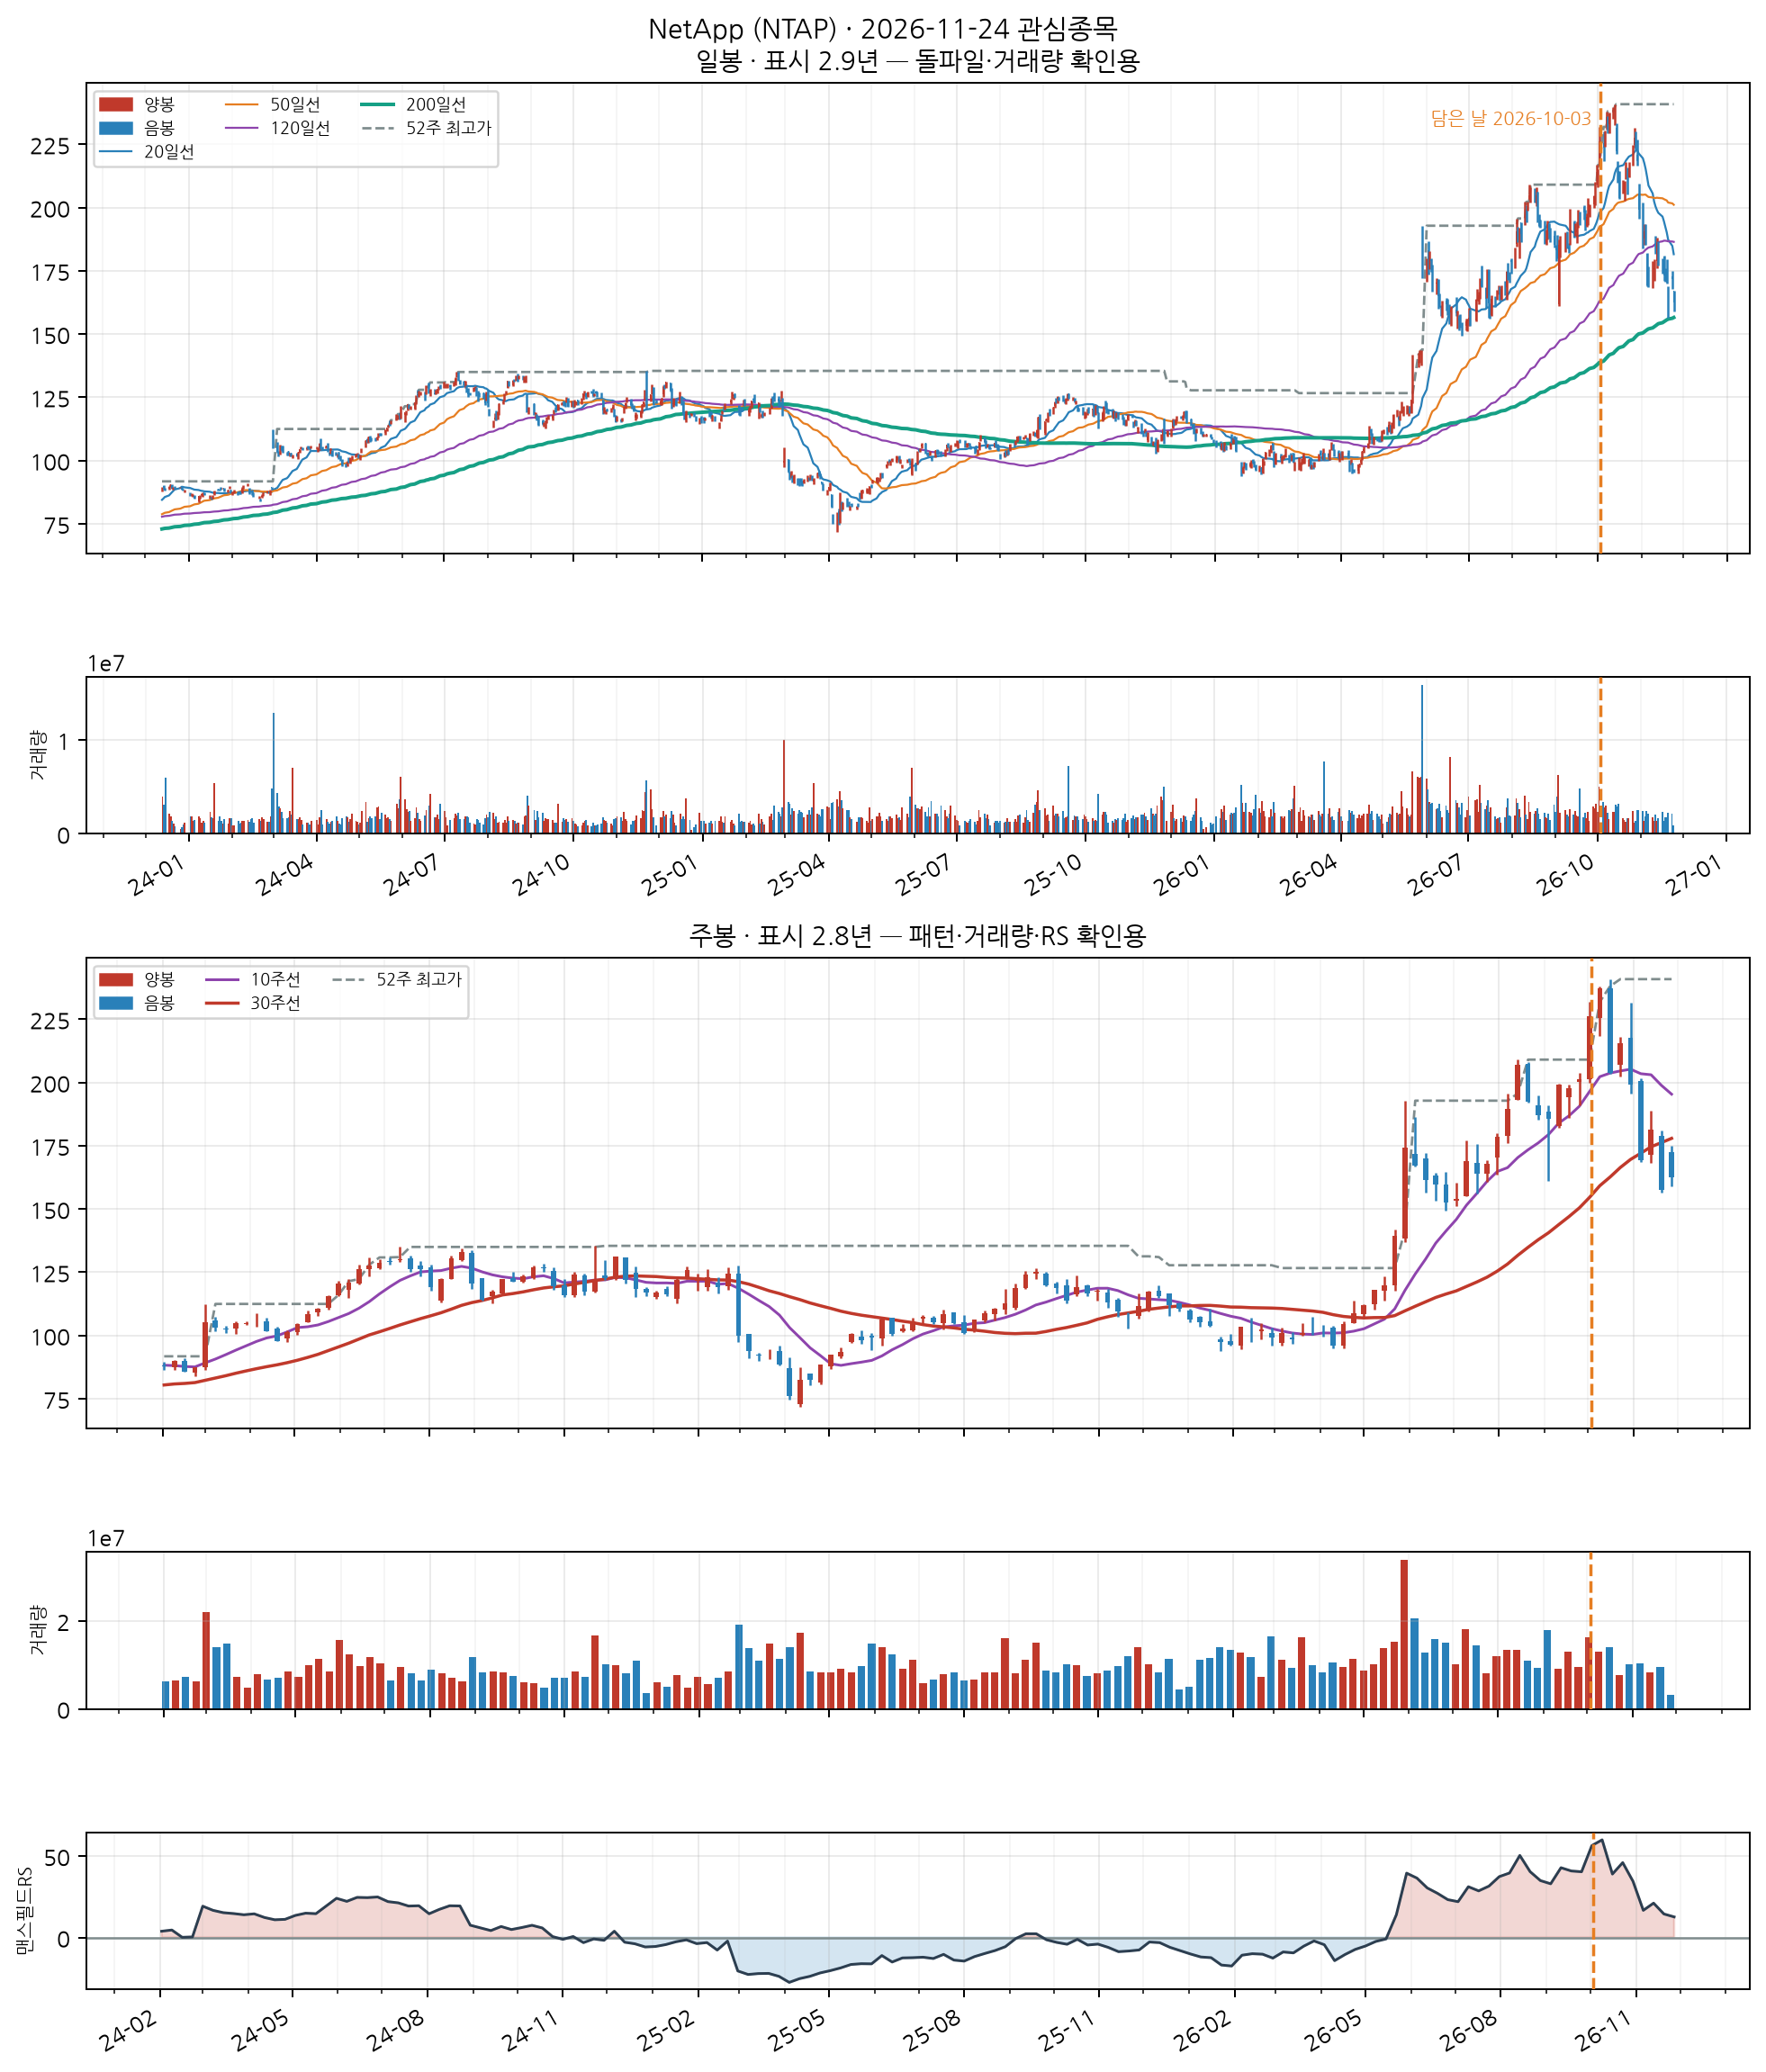 NetApp (NTAP) · 2026-11-24 관심종목
일봉 · 표시 2.9년 — 돌파일·거래량 확인용
양봉
음봉
20일선
50일선
120일선
200일선
52주 최고가
담은 날 2026-10-03
225
200
175
150
125
100
75
1e7
거래량
1
0
24-01
24-04
24-07
24-10
25-01
25-04
25-07
25-10
26-01
26-04
26-07
26-10
27-01
주봉 · 표시 2.8년 — 패턴·거래량·RS 확인용
양봉
음봉
10주선
30주선
52주 최고가
225
200
175
150
125
100
75
1e7
거래량
2
0
맨스필드RS
50
0
24-02
24-05
24-08
24-11
25-02
25-05
25-08
25-11
26-02
26-05
26-08
26-11